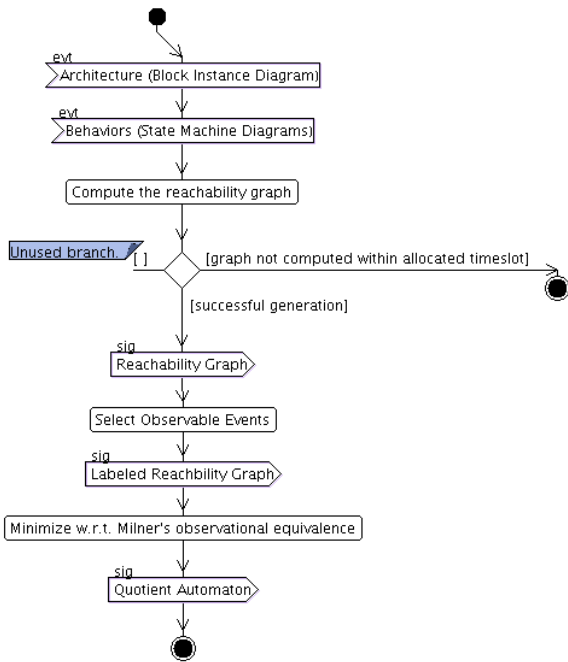 evt
Architecture (Block Instance Diagram)
evt
Behaviors (State Machine Diagrams)
Compute the reachability graph
Unused branch.
[ ]
[graph not computed within allocated timeslot]
[successful generation]
sig
Reachability Graph
Select Observable Events
sig
Labeled Reachbility Graph
Minimize w.r.t. Milner's observational equivalence
sig
Quotient Automaton